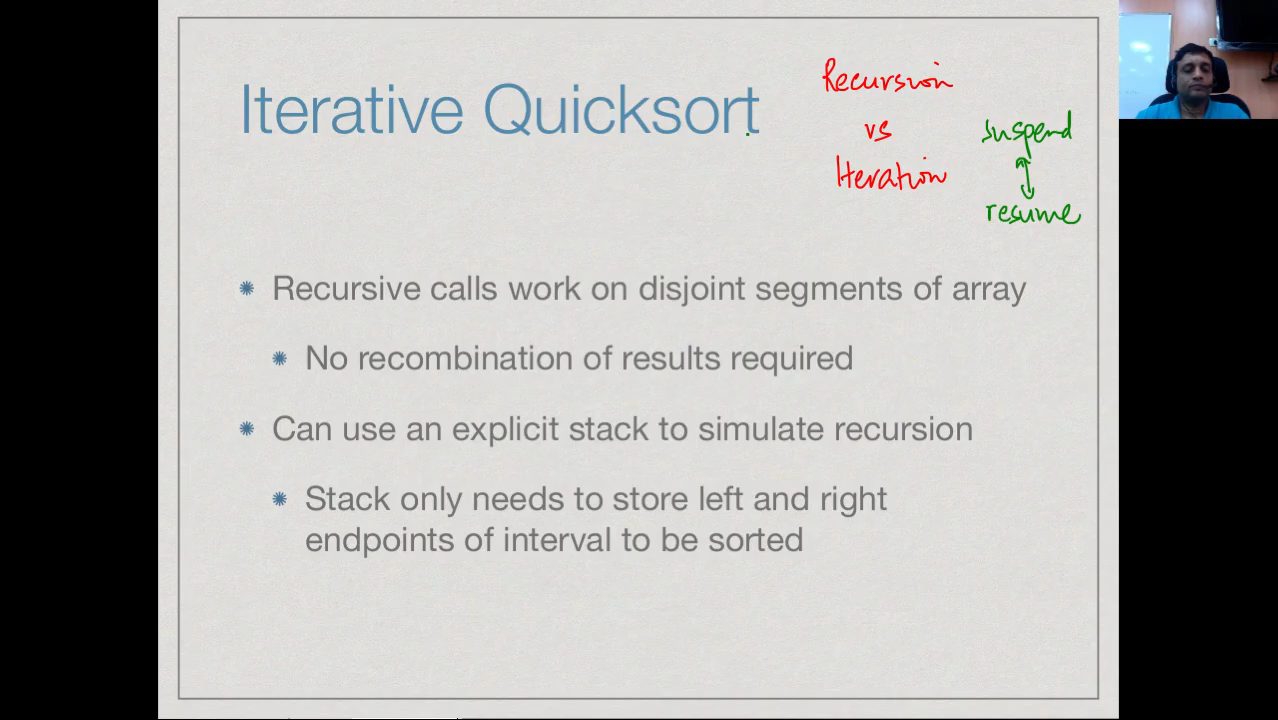 Iterative Quicksort
Recursion
vs
Iteration
suspend
resume
Recursive calls work on disjoint segments of array
No recombination of results required
Can use an explicit stack to simulate recursion
Stack only needs to store left and right
endpoints of interval to be sorted